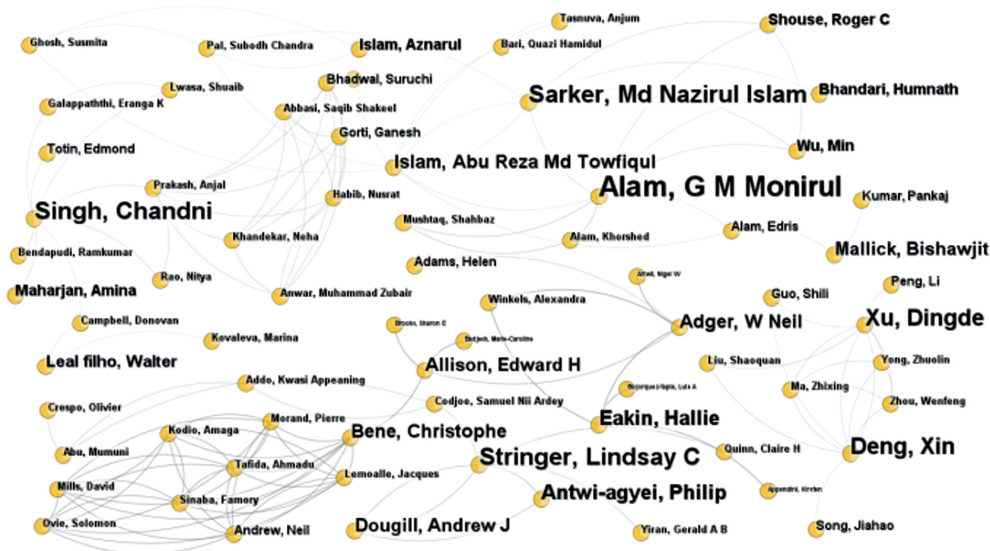 Tasnuva, Anjum
Shouse, Roger C
Ghosh, Susmita
Pal, Subodh Chandra
Islam, Aznarul
Bari, Quazi Hamidul
Bhadwal, Suruchi
Lwasa, Shuaib
Sarker, Md Nazirul Islam
Bhandari, Humnath
Galappaththi, Eranga K
Abbasi, Saqib Shakeel
Gorti, Ganesh
Totin, Edmond
Wu, Min
Islam, Abu Reza Md Towfiqul
Prakash, Anjal
Alam, G M Monirul
Habib, Nusrat
Kumar, Pankaj
Singh, Chandni
Mushtaq, Shahbaz
Alam, Edris
Khandekar, Neha
Alam, Khorshed
Bendapudi, Ramkumar
Mallick, Bishawjit
Adams, Helen
Rao, Nitya
Peng, Li
Maharjan, Amina
Anwar, Muhammad Zubair
Winkels, Alexandra
Guo, Shili
Campbell, Donovan
Brooks, Sharon E
Adger, W Neil
Xu, Dingde
Kovaleva, Marina
Leal filho, Walter
Allison, Edward H
Liu, Shaoquan
Yong, Zhuolin
Addo, Kwasi Appeaning
Ma, Zhixing
Crespo, Olivier
Codjoe, Samuel Nii Ardey
Zhou, Wenfeng
Morand, Pierre
Eakin, Hallie
Kodio, Amaga
Bene, Christophe
Abu, Mumuni
Quinn, Claire H
Deng, Xin
Stringer, Lindsay C
Tafida, Ahmadu
Lemoalle, Jacques
Mills, David
Antwi-agyei, Philip
Appendini, Kirsten
Sinaba, Famory
Ovie, Solomon
Dougill, Andrew J
Andrew, Neil
Yiran, Gerald A B
Song, Jiahao